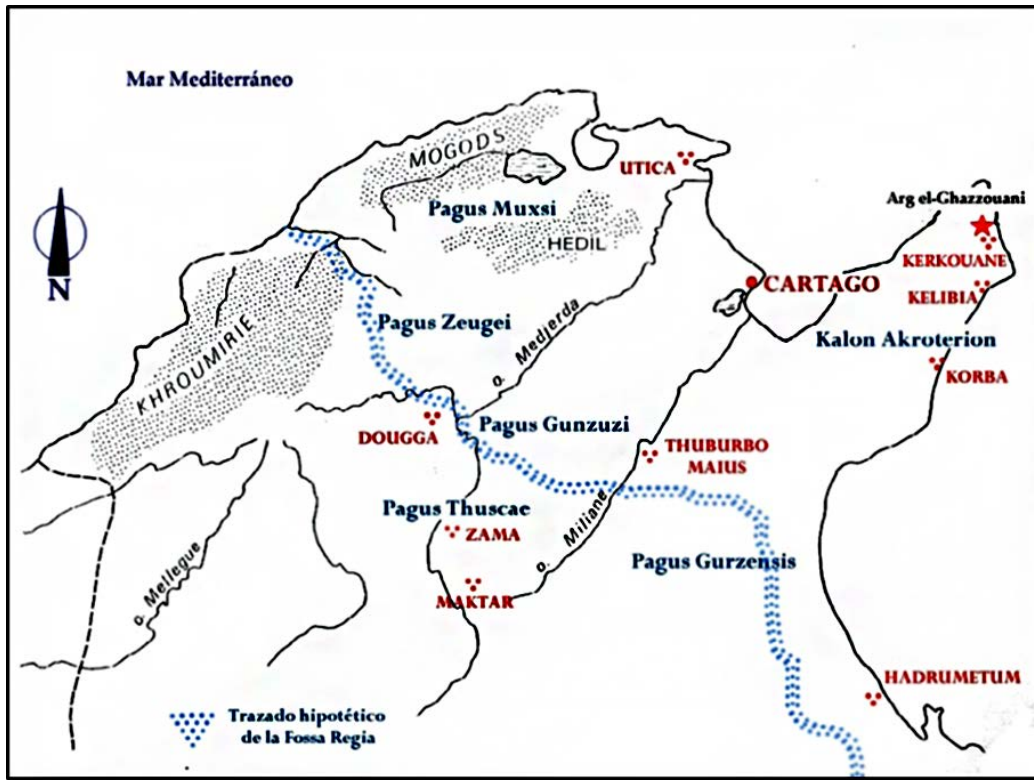 Mar Mediterráneo
MOGODS
UTICA
Pagus Muxsi
Arg el-Ghazzouani
HEDIL
KERKOUANE
N
CARTAGO
KELIBIA
Pagus Zeugei
o. Medjerda
Kalon Akroterion
KHROUMIRIE
KORBA
DOUGGA
Pagus Gunzuzi
THUBURBO
MAIUS
Pagus Thuscae
ZAMA
o. Miliane
Pagus Gurzensis
o. Mellegue
MAKTAR
HADRUMETUM
Trazado hipotético
de la Fossa Regia